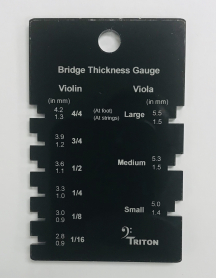 Bridge Thickness Gauge
Violin Viola
(in mm) (in mm)
4.2 (At foot) 5.5
1.3 4/4 (At strings) Large 1.5
3.9
1.2 3/4
3.6
1.1 1/2
Medium 5.3
1.5
3.3
1.0 1/4
3.0
0.9 1/8
Small 5.0
1.4
2.8
0.9 1/16
TRITON